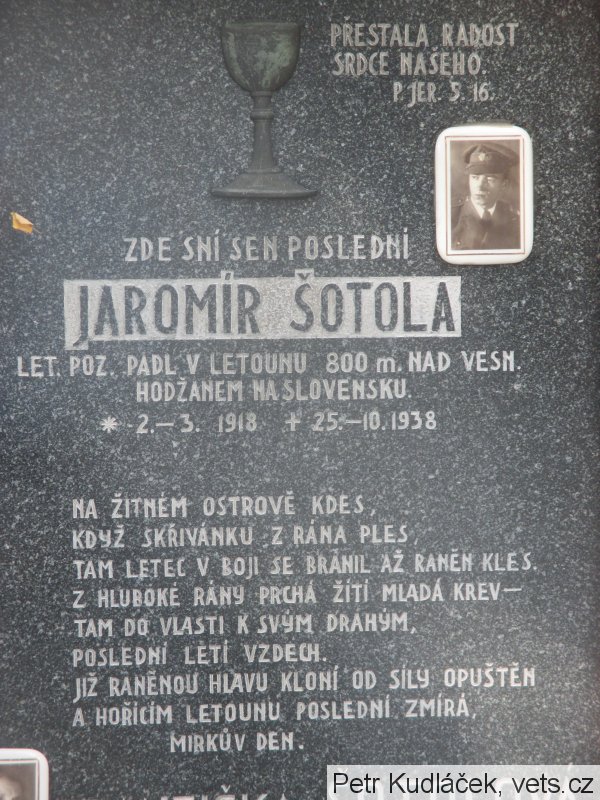 PŘESTALA RADOST
SRDCE NAŠEHO.
P JER. 5. 16.
ZDE SNÍ SEN POSLEDNÍ
JAROMÍR ŠOTOLA
LET. POZ. PADL V LETOUNU 800 m. NAD VESN.
HODŽANEM NA SLOVENSKU.
* 2.-3. 1918 + 25.-10. 1938
NA ŽITNÉM OSTROVĚ KDES,
KDYŽ SKŘIVÁNKU Z RÁNA PLES,
TAM LETEC V BOJI SE BRÁNIL AŽ RANĚN KLES.
Z HLUBOKÉ RÁNY PRCHÁ ŽÍTÍ MLADÁ KREV—
TAM DO VLASTI K SVÝM DRAHÝM,
POSLEDNÍ LETÍ VZDECH.
JIŽ RANĚNOU HLAVU KLONÍ OD SÍLY OPUŠTĚN
A HOŘÍCÍM LETOUNU POSLEDNÍ ZMÍRÁ,
MIRKŮV DEN.
Petr Kudláček, vets.cz